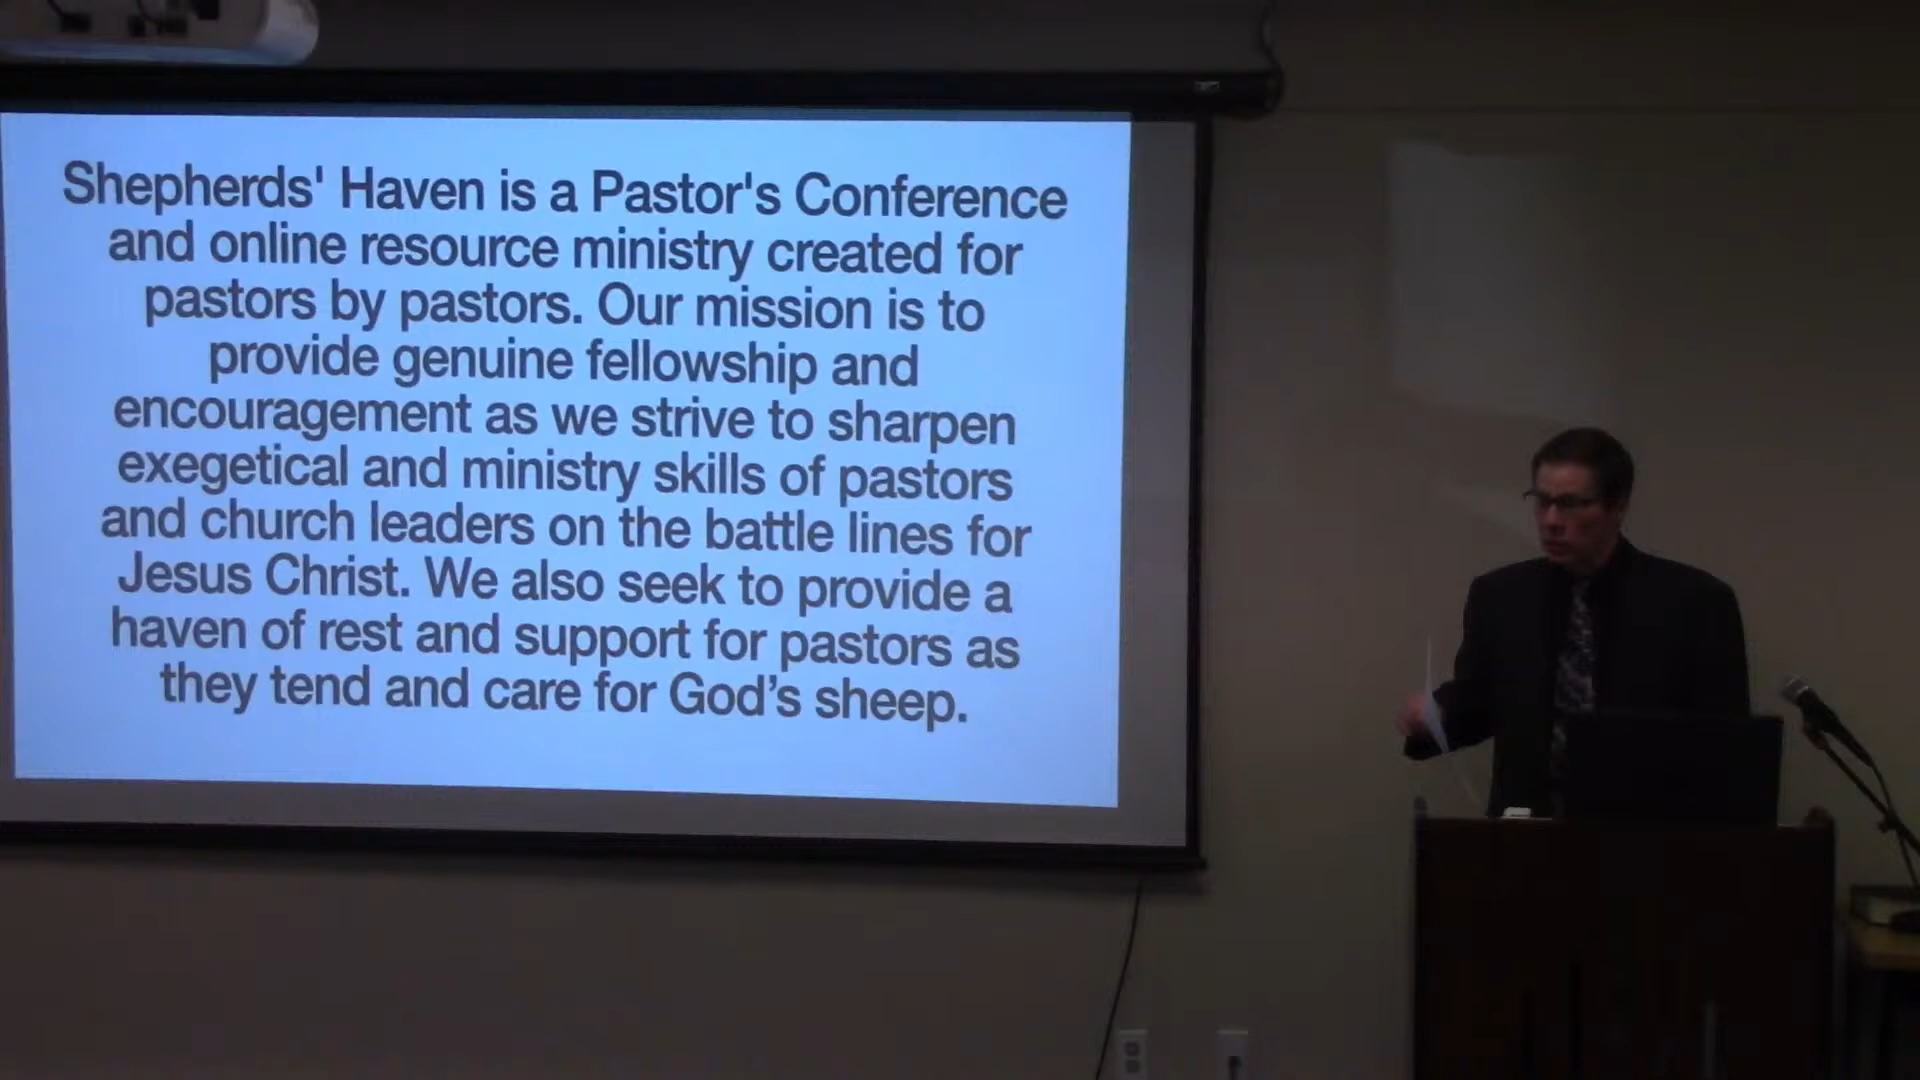 Shepherds' Haven is a Pastor's Conference
and online resource ministry created for
pastors by pastors. Our mission is to
provide genuine fellowship and
encouragement as we strive to sharpen
exegetical and ministry skills of pastors
and church leaders on the battle lines for
Jesus Christ. We also seek to provide a
haven of rest and support for pastors as
they tend and care for God’s sheep.